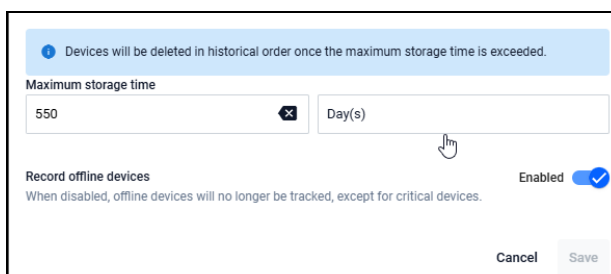 Devices will be deleted in historical order once the maximum storage time is exceeded.
Maximum storage time
550
Day(s)
Record offline devices
Enabled
When disabled, offline devices will no longer be tracked, except for critical devices.
Cancel
Save